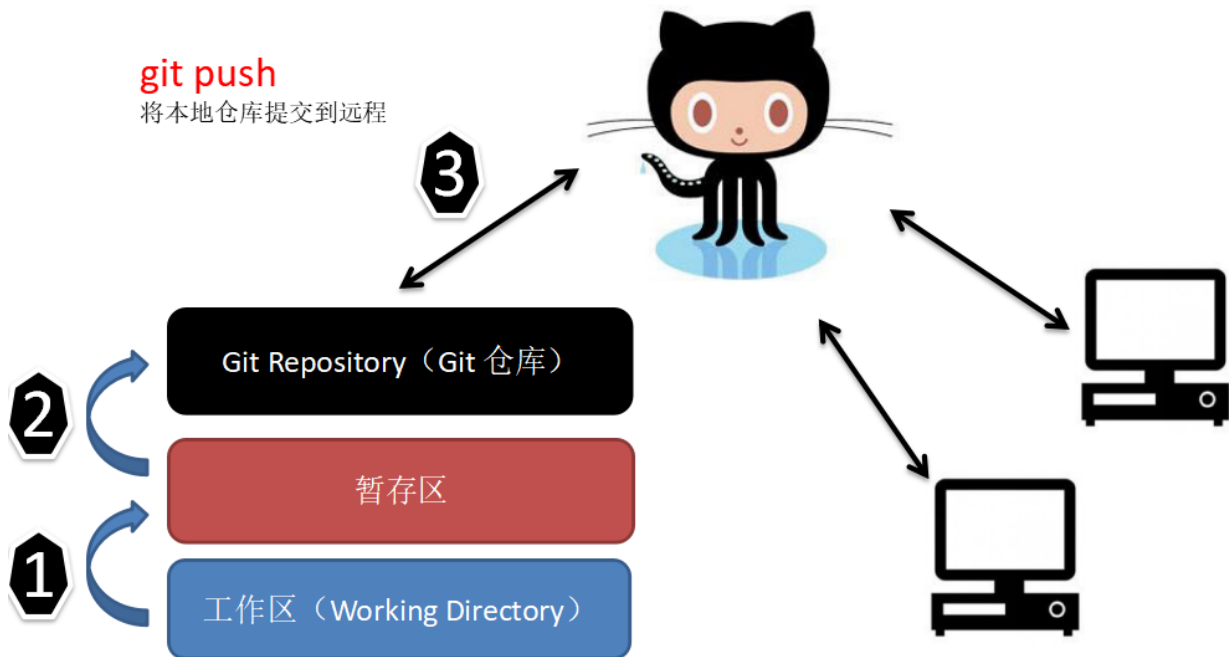 git push
将本地仓库提交到远程
3
Git Repository（Git 仓库）
2
暂存区
1
工作区（Working Directory）